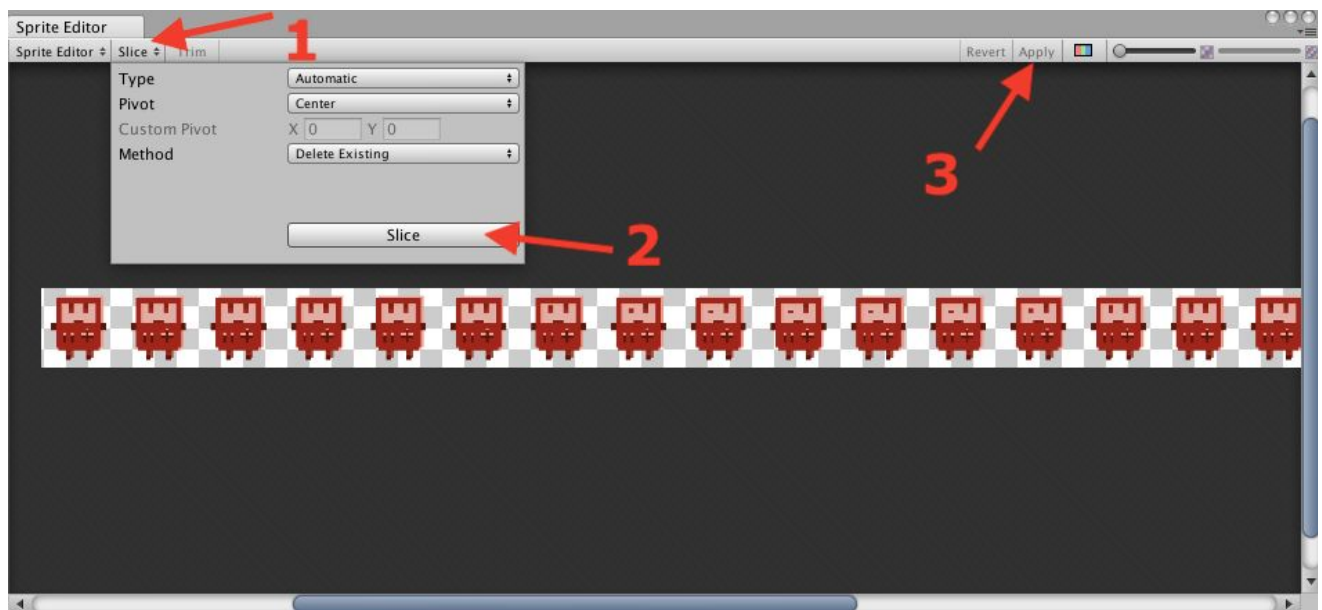 Sprite Editor
Sprite Editor Slice Trim Revert Apply
1
Type Automatic
Pivot Center
Custom Pivot X 0 Y 0
Method Delete Existing
3
Slice
2